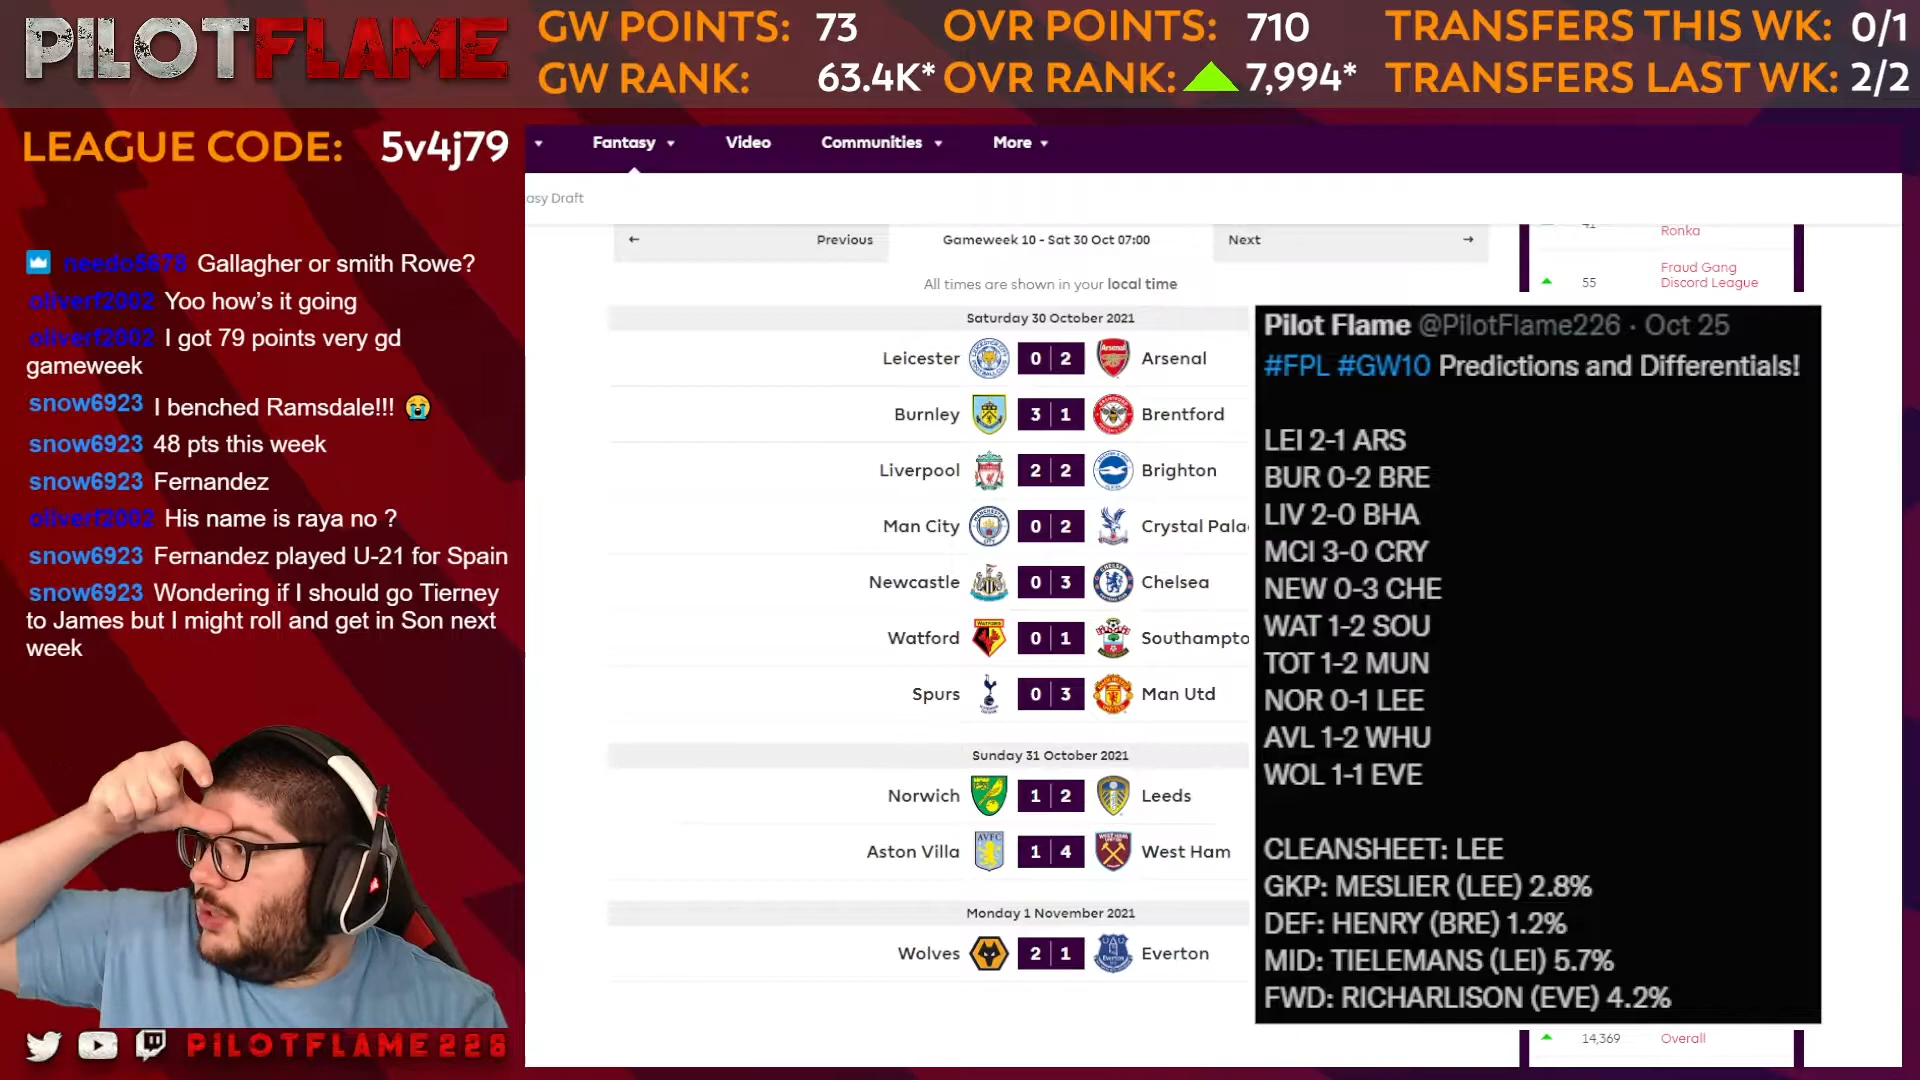 PILOTFLAME
GW POINTS: 73
OVR POINTS: 710
TRANSFERS THIS WK: 0/1
GW RANK: 63.4K*
OVR RANK: 7,994*
TRANSFERS LAST WK: 2/2
LEAGUE CODE: 5v4j79
Fantasy
Video
Communities
More
asy Draft
needo5678 Gallagher or smith Rowe?
oliverf2002 Yoo how's it going
oliverf2002 I got 79 points very gd
gameweek
snow6923 I benched Ramsdale!!! 😭
snow6923 48 pts this week
snow6923 Fernandez
oliverf2002 His name is raya no ?
snow6923 Fernandez played U-21 for Spain
snow6923 Wondering if I should go Tierney
to James but I might roll and get in Son next
week
PILOTFLAME226
← Previous
Gameweek 10 - Sat 30 Oct 07:00
Next →
All times are shown in your local time
Saturday 30 October 2021
Leicester 0 | 2 Arsenal
Burnley 3 | 1 Brentford
Liverpool 2 | 2 Brighton
Man City 0 | 2 Crystal Pala
Newcastle 0 | 3 Chelsea
Watford 0 | 1 Southampto
Spurs 0 | 3 Man Utd
Sunday 31 October 2021
Norwich 1 | 2 Leeds
Aston Villa 1 | 4 West Ham
Monday 1 November 2021
Wolves 2 | 1 Everton
Ronka
55
Fraud Gang
Discord League
Pilot Flame @PilotFlame226 · Oct 25
#FPL #GW10 Predictions and Differentials!
LEI 2-1 ARS
BUR 0-2 BRE
LIV 2-0 BHA
MCI 3-0 CRY
NEW 0-3 CHE
WAT 1-2 SOU
TOT 1-2 MUN
NOR 0-1 LEE
AVL 1-2 WHU
WOL 1-1 EVE
CLEANSHEET: LEE
GKP: MESLIER (LEE) 2.8%
DEF: HENRY (BRE) 1.2%
MID: TIELEMANS (LEI) 5.7%
FWD: RICHARLISON (EVE) 4.2%
14,369 Overall